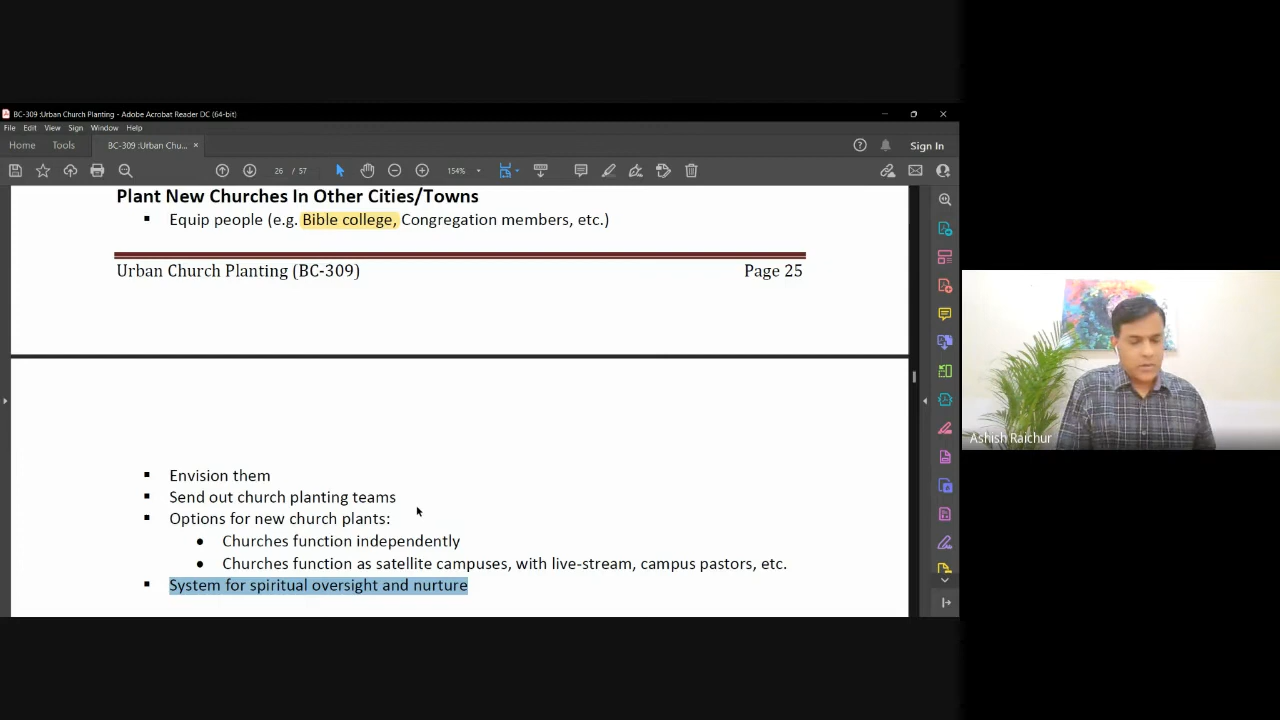 BC-309 :Urban Church Planting - Adobe Acrobat Reader DC (64-bit)
File Edit View Sign Window Help
Home Tools BC-309 :Urban Chu... ×
Sign In
26 / 57
154%
Plant New Churches In Other Cities/Towns
▪ Equip people (e.g. Bible college, Congregation members, etc.)
Urban Church Planting (BC-309) Page 25
▪ Envision them
▪ Send out church planting teams
▪ Options for new church plants:
• Churches function independently
• Churches function as satellite campuses, with live-stream, campus pastors, etc.
▪ System for spiritual oversight and nurture
Ashish Raichur